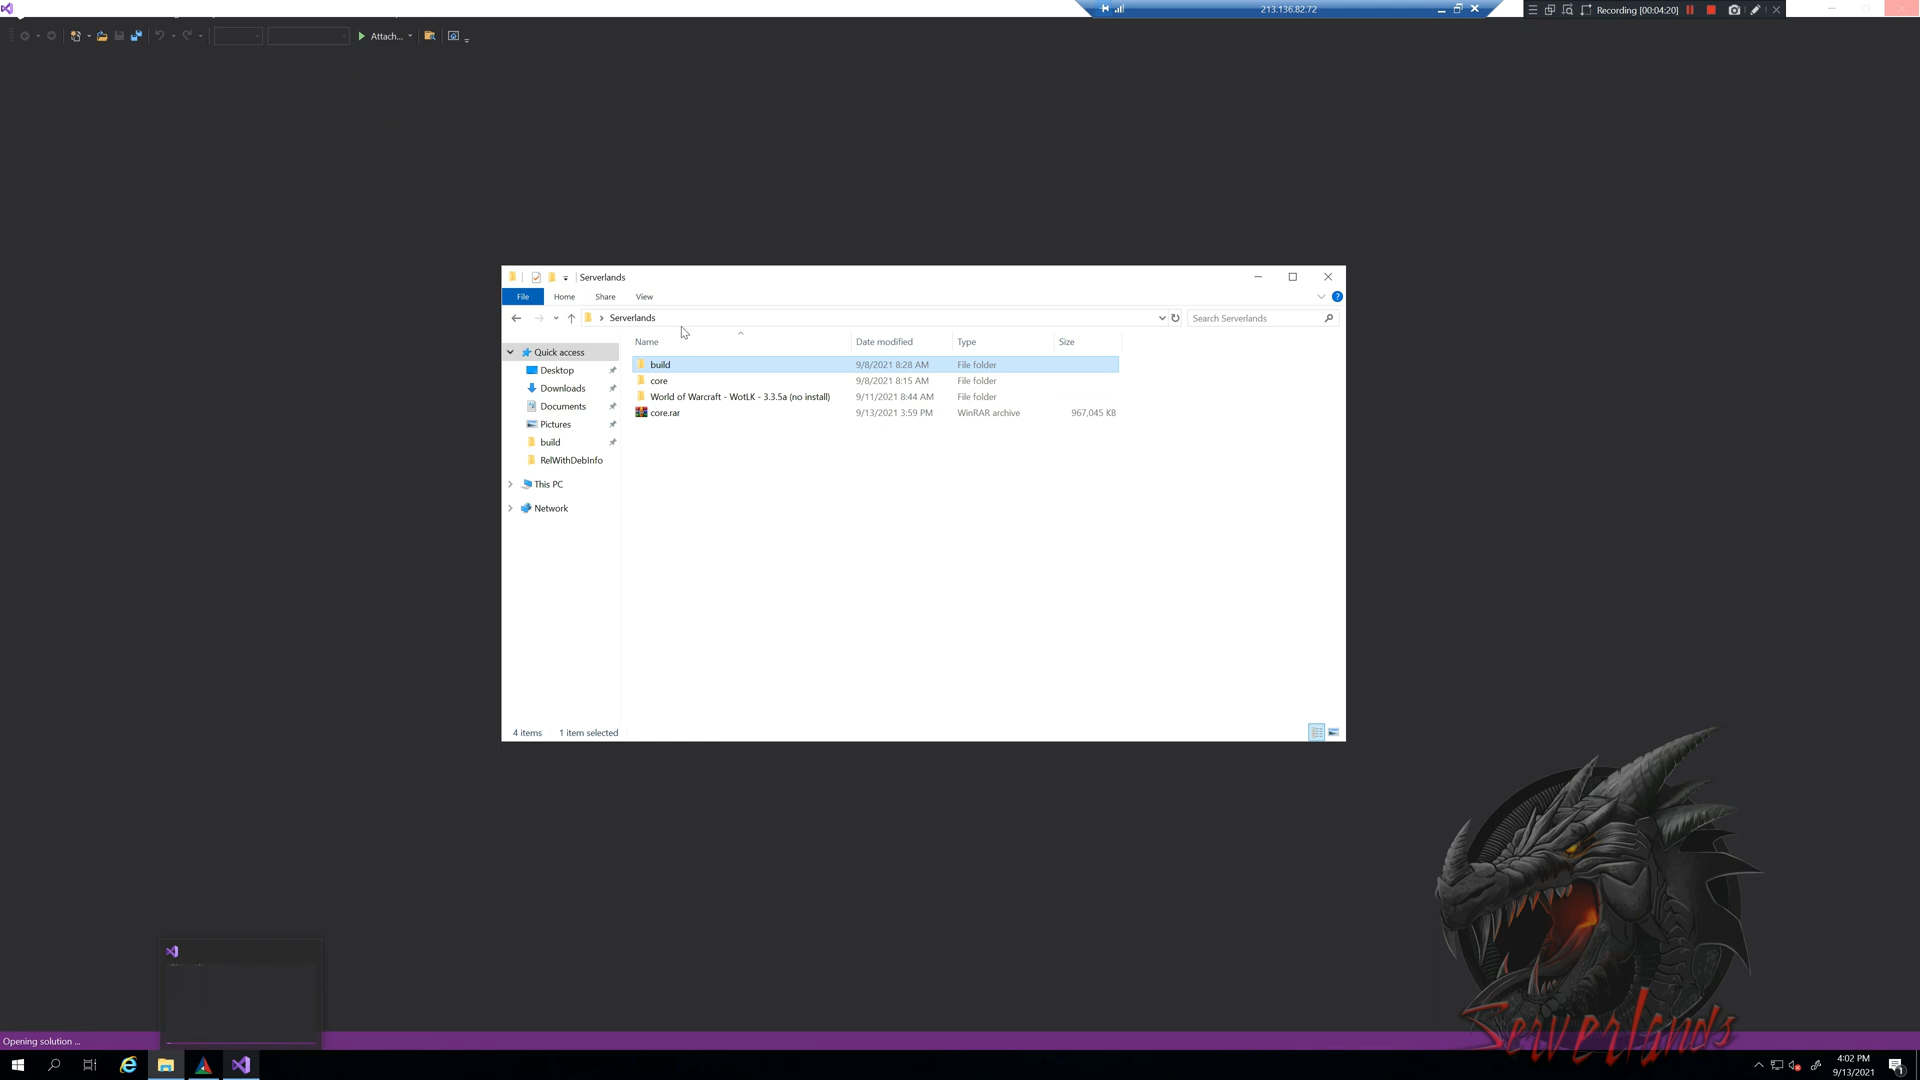 213.136.82.72
Recording [00:04:20]
Attach...
Serverlands
File Home Share View
Serverlands
Search Serverlands
Name Date modified Type Size
Quick access
Desktop
Downloads
Documents
Pictures
build
RelWithDebInfo
This PC
Network
build 9/8/2021 8:28 AM File folder
core 9/8/2021 8:15 AM File folder
World of Warcraft - WotLK - 3.3.5a (no install) 9/11/2021 8:44 AM File folder
core.rar 9/13/2021 3:59 PM WinRAR archive 967,045 KB
4 items 1 item selected
Serverlands
Opening solution ...
4:02 PM
9/13/2021
1